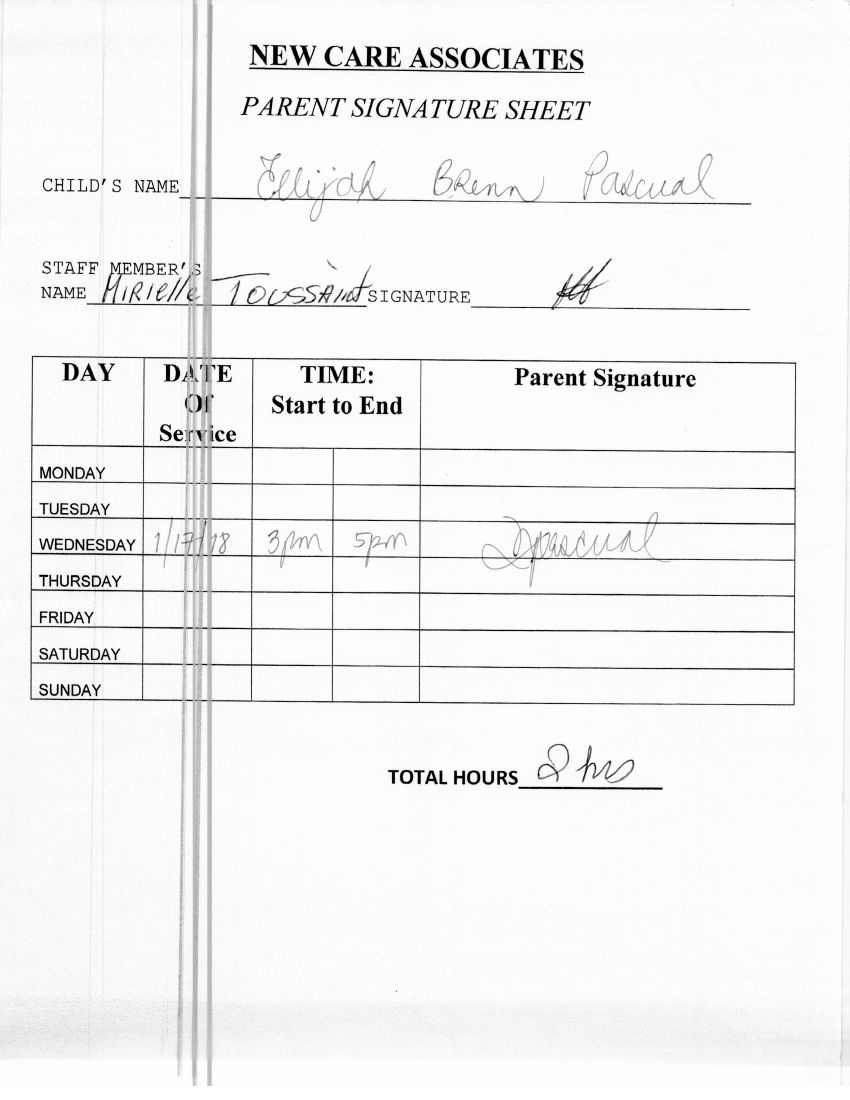 NEW CARE ASSOCIATES
PARENT SIGNATURE SHEET
CHILD'S NAME Ellijah Brenn Pascual
STAFF MEMBER'S
NAME Mirielle Toussaint SIGNATURE
DAY DATE Of Service TIME: Start to End Parent Signature
MONDAY
TUESDAY
WEDNESDAY 1/17/18 3pm 5pm Dpascual
THURSDAY
FRIDAY
SATURDAY
SUNDAY
TOTAL HOURS 2 hrs